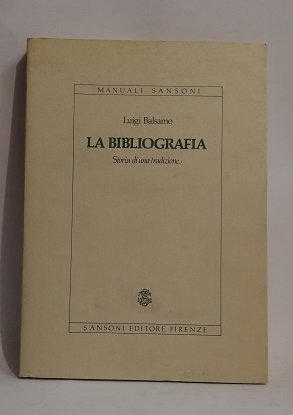 MANUALI SANSONI
Luigi Balsamo
LA BIBLIOGRAFIA
Storia di una tradizione
SANSONI EDITORE FIRENZE